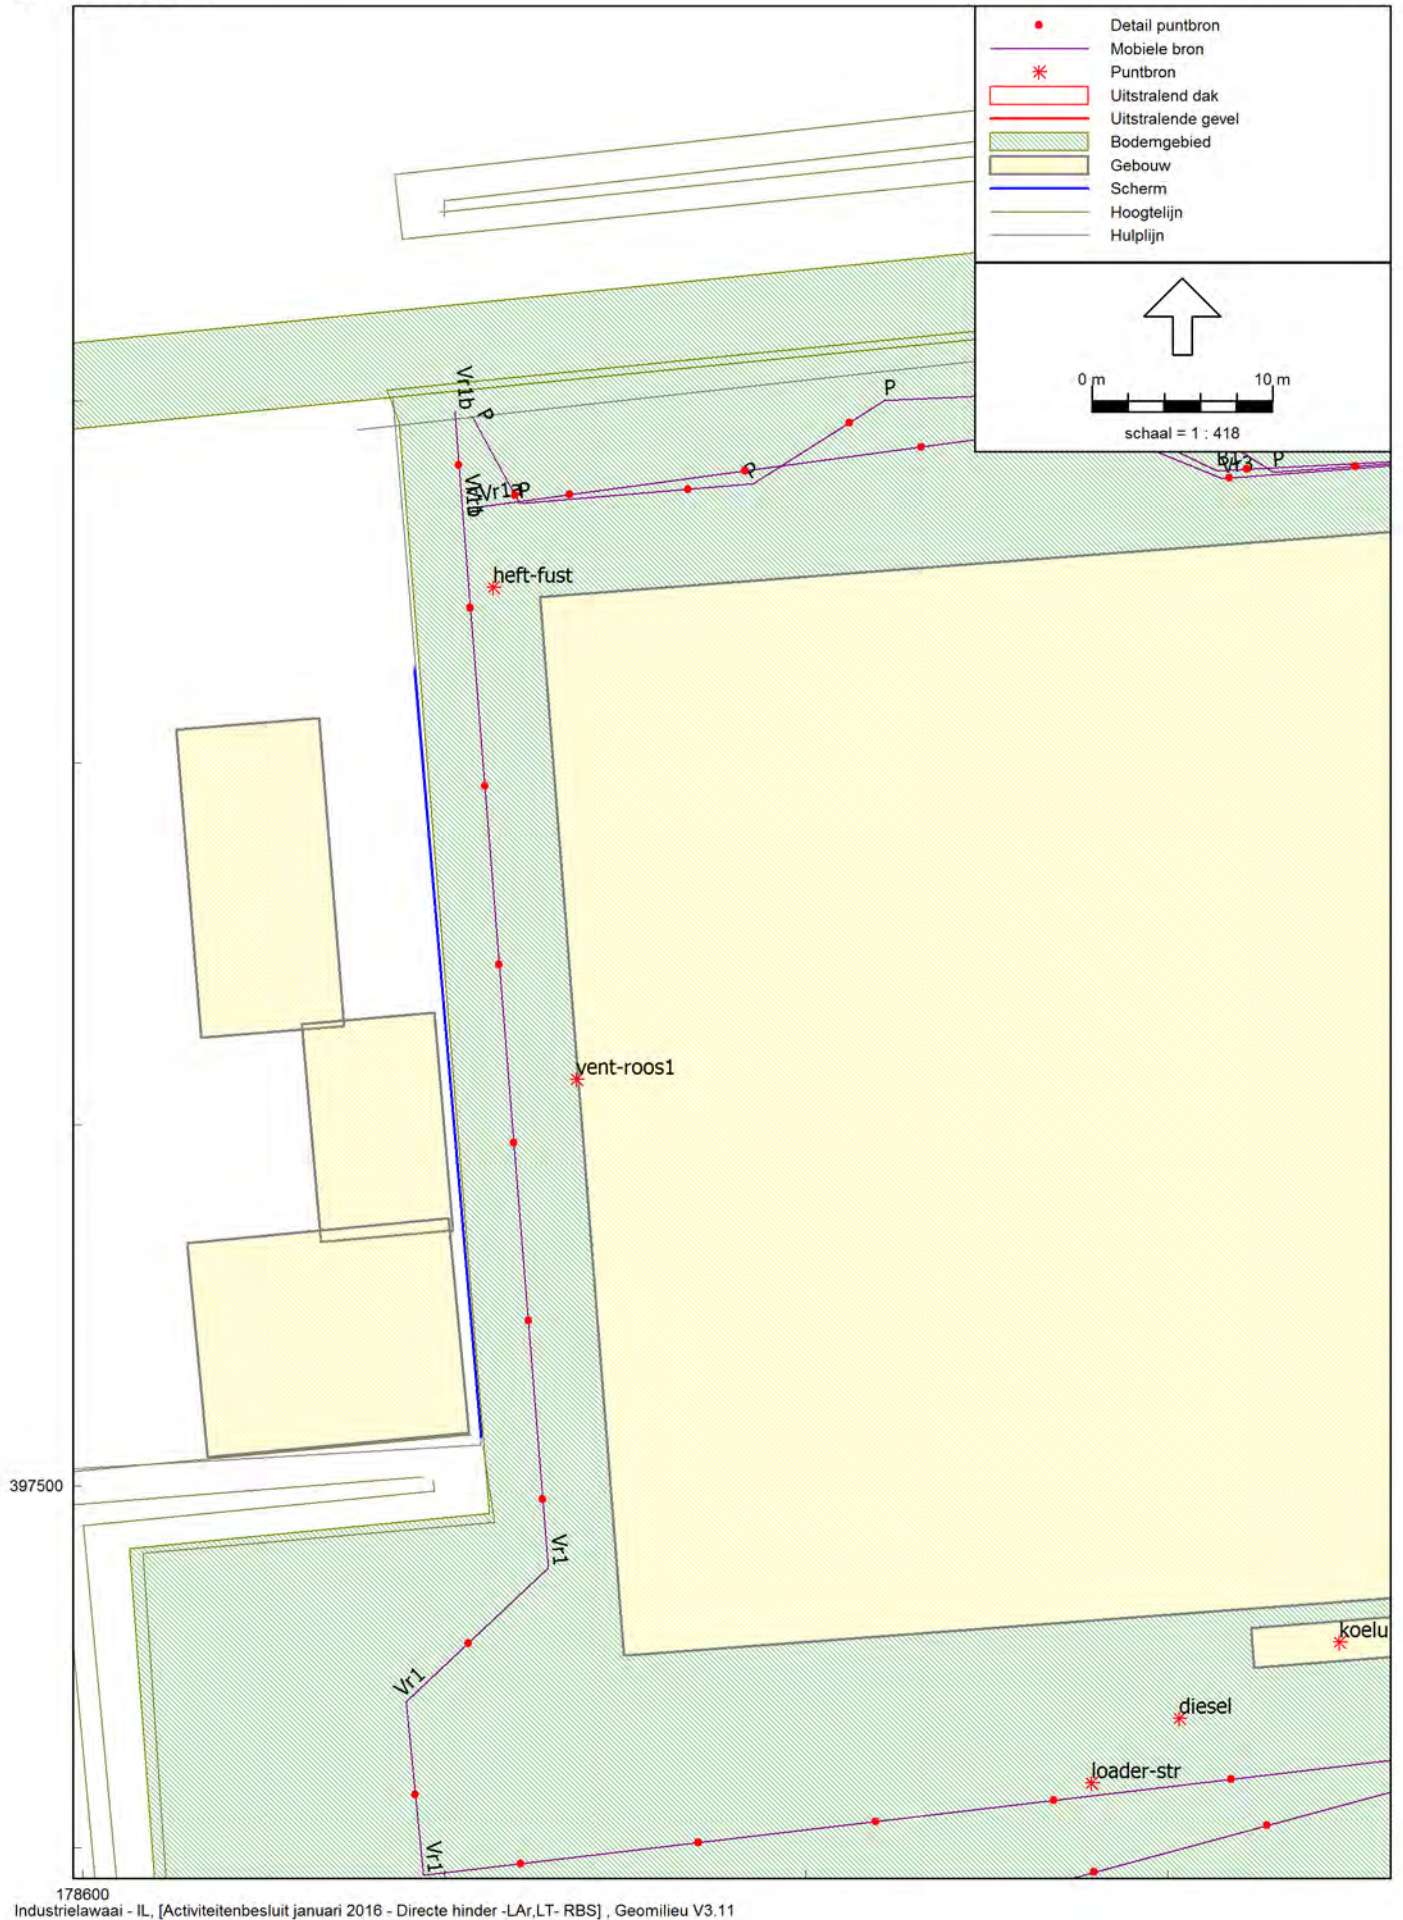 Detail puntbron
Mobiele bron
Puntbron
Uitstralend dak
Uitstralende gevel
Bodemgebied
Gebouw
Scherm
Hoogtelijn
Hulplijn
0 m 10 m
schaal = 1 : 418
Vr1b
P
P
P
Vr1a
P
P
Vr3
heft-fust
vent-roos1
397500
Vr1
Vr1
koelu
diesel
loader-str
Vr1
178600
Industrielawaai - IL, [Activiteitenbesluit januari 2016 - Directe hinder -LAr,LT- RBS] , Geomilieu V3.11